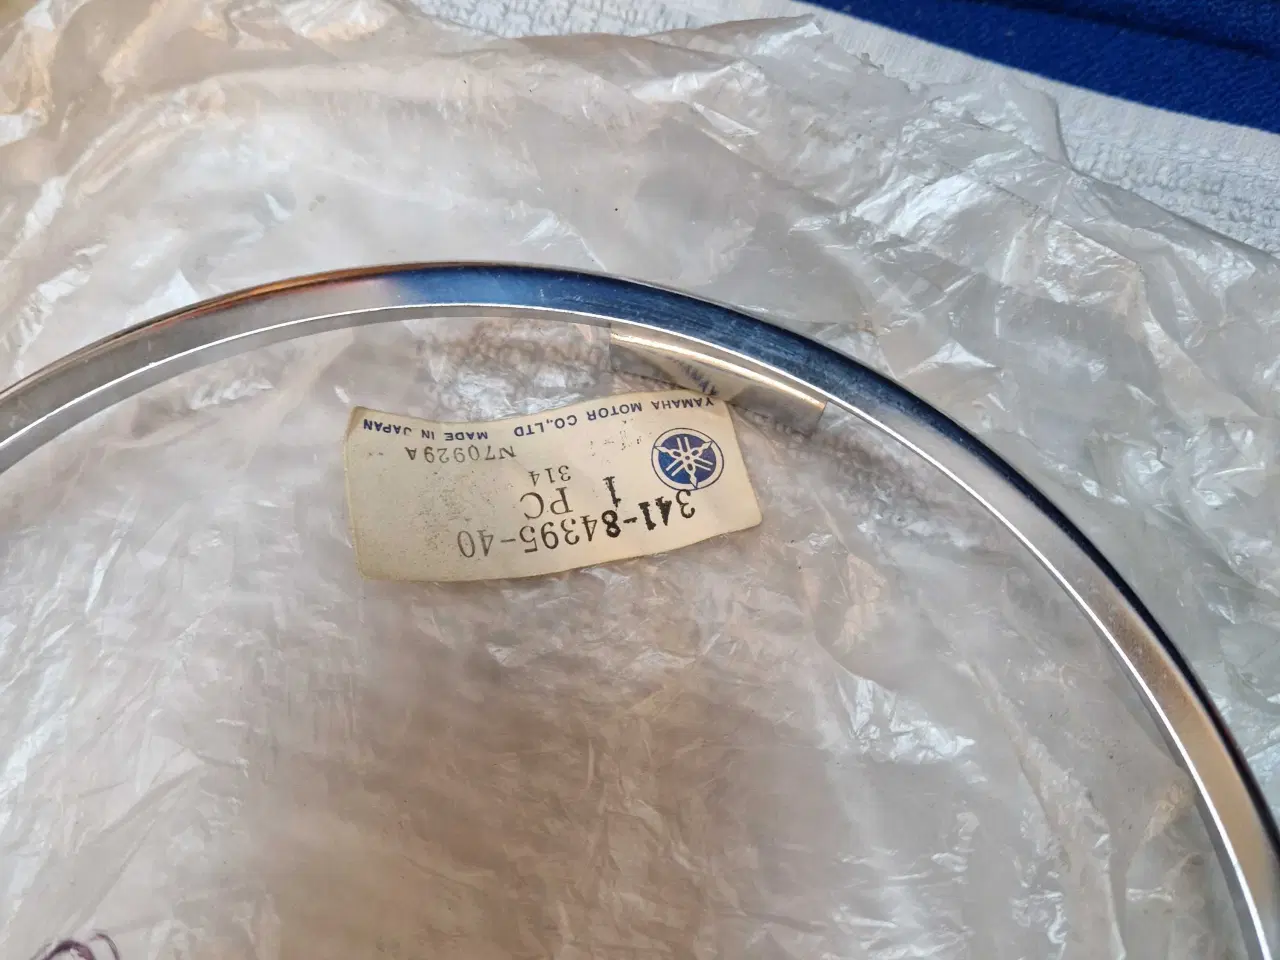 341-84395-40
1 PC
314
N70929A
YAMAHA MOTOR CO.,LTD MADE IN JAPAN